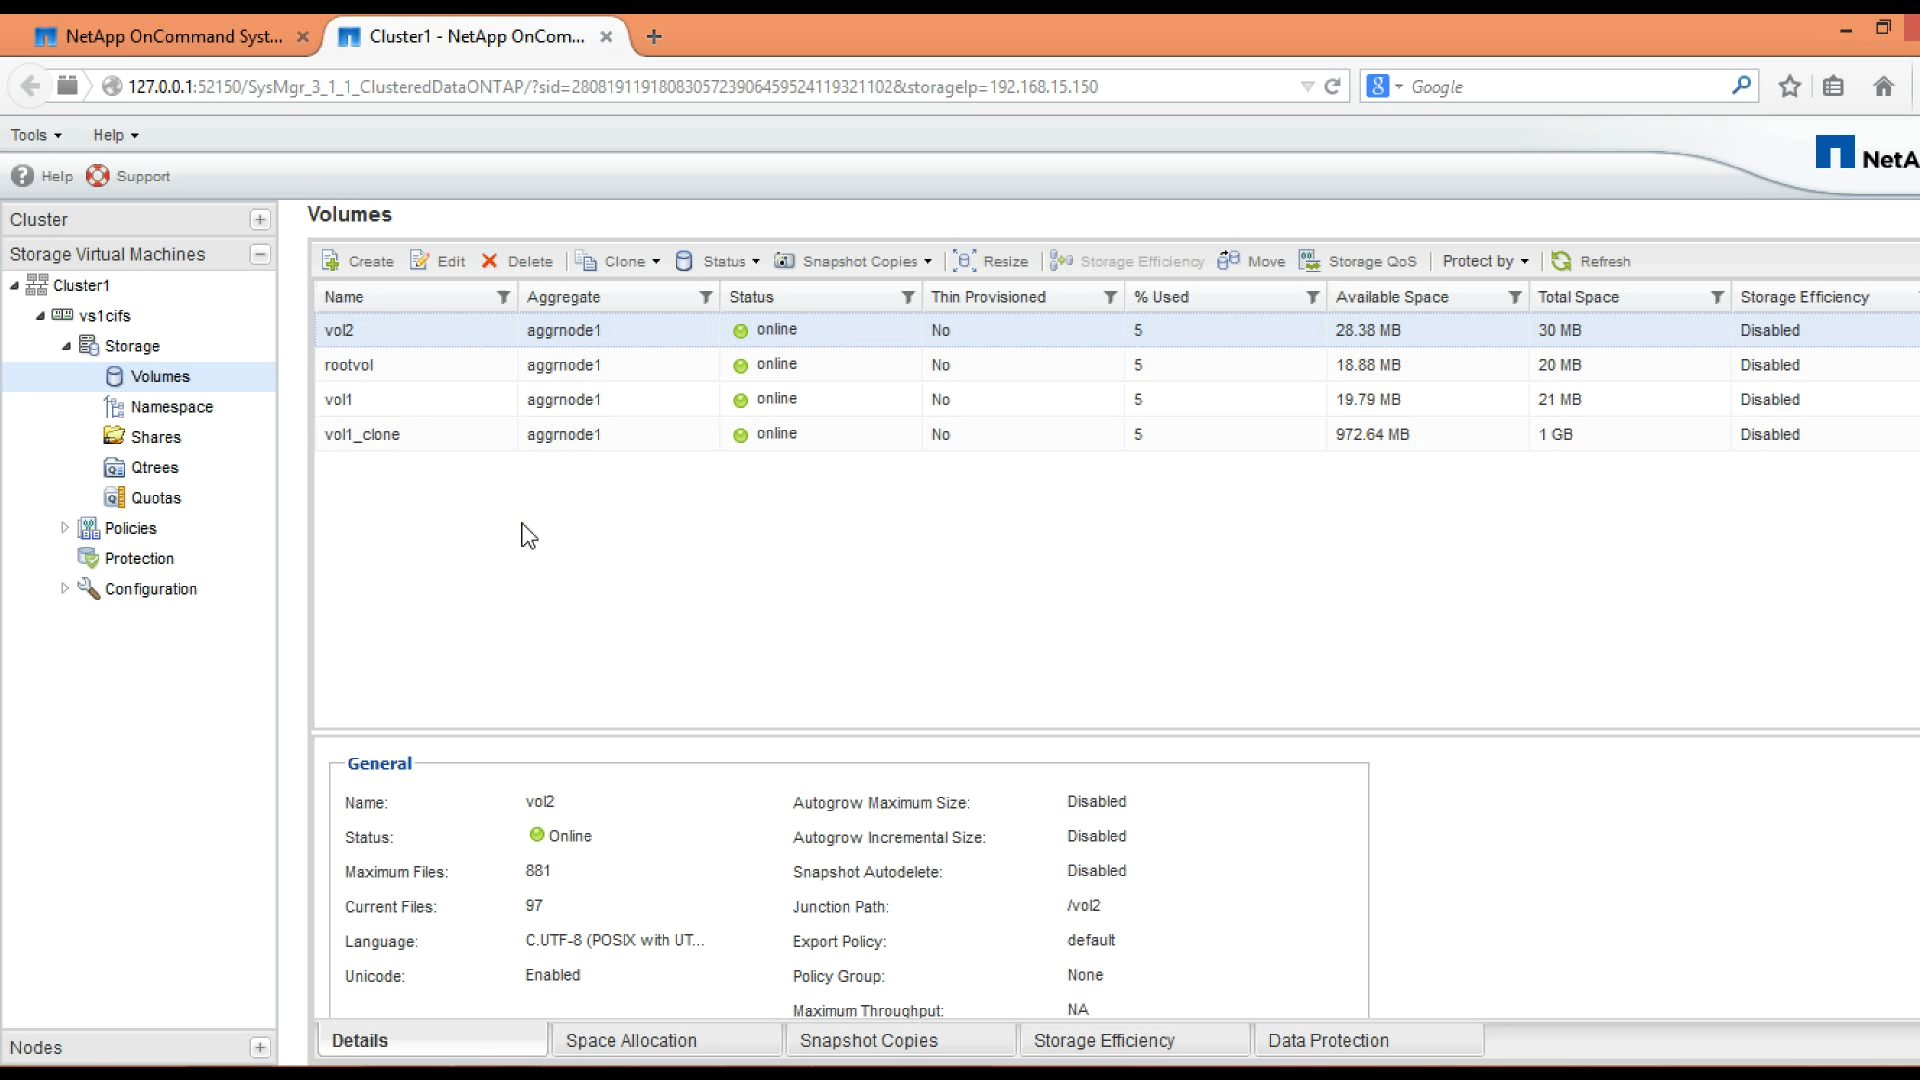 NetApp OnCommand Syst...
Cluster1 - NetApp OnCom...
127.0.0.1:52150/SysMgr_3_1_1_ClusteredDataONTAP/?sid=2808191191808305723906459524119321102&storageIp=192.168.15.150
Google
Tools Help
NetA
Help Support
Cluster
Storage Virtual Machines
Cluster1
vs1cifs
Storage
Volumes
Namespace
Shares
Qtrees
Quotas
Policies
Protection
Configuration
Nodes
Volumes
Create Edit Delete Clone Status Snapshot Copies Resize Storage Efficiency Move Storage QoS Protect by Refresh
Name Aggregate Status Thin Provisioned % Used Available Space Total Space Storage Efficiency
vol2 aggrnode1 online No 5 28.38 MB 30 MB Disabled
rootvol aggrnode1 online No 5 18.88 MB 20 MB Disabled
vol1 aggrnode1 online No 5 19.79 MB 21 MB Disabled
vol1_clone aggrnode1 online No 5 972.64 MB 1 GB Disabled
General
Name: vol2 Autogrow Maximum Size: Disabled
Status: Online Autogrow Incremental Size: Disabled
Maximum Files: 881 Snapshot Autodelete: Disabled
Current Files: 97 Junction Path: /vol2
Language: C.UTF-8 (POSIX with UT... Export Policy: default
Unicode: Enabled Policy Group: None
Maximum Throughput: NA
Details Space Allocation Snapshot Copies Storage Efficiency Data Protection